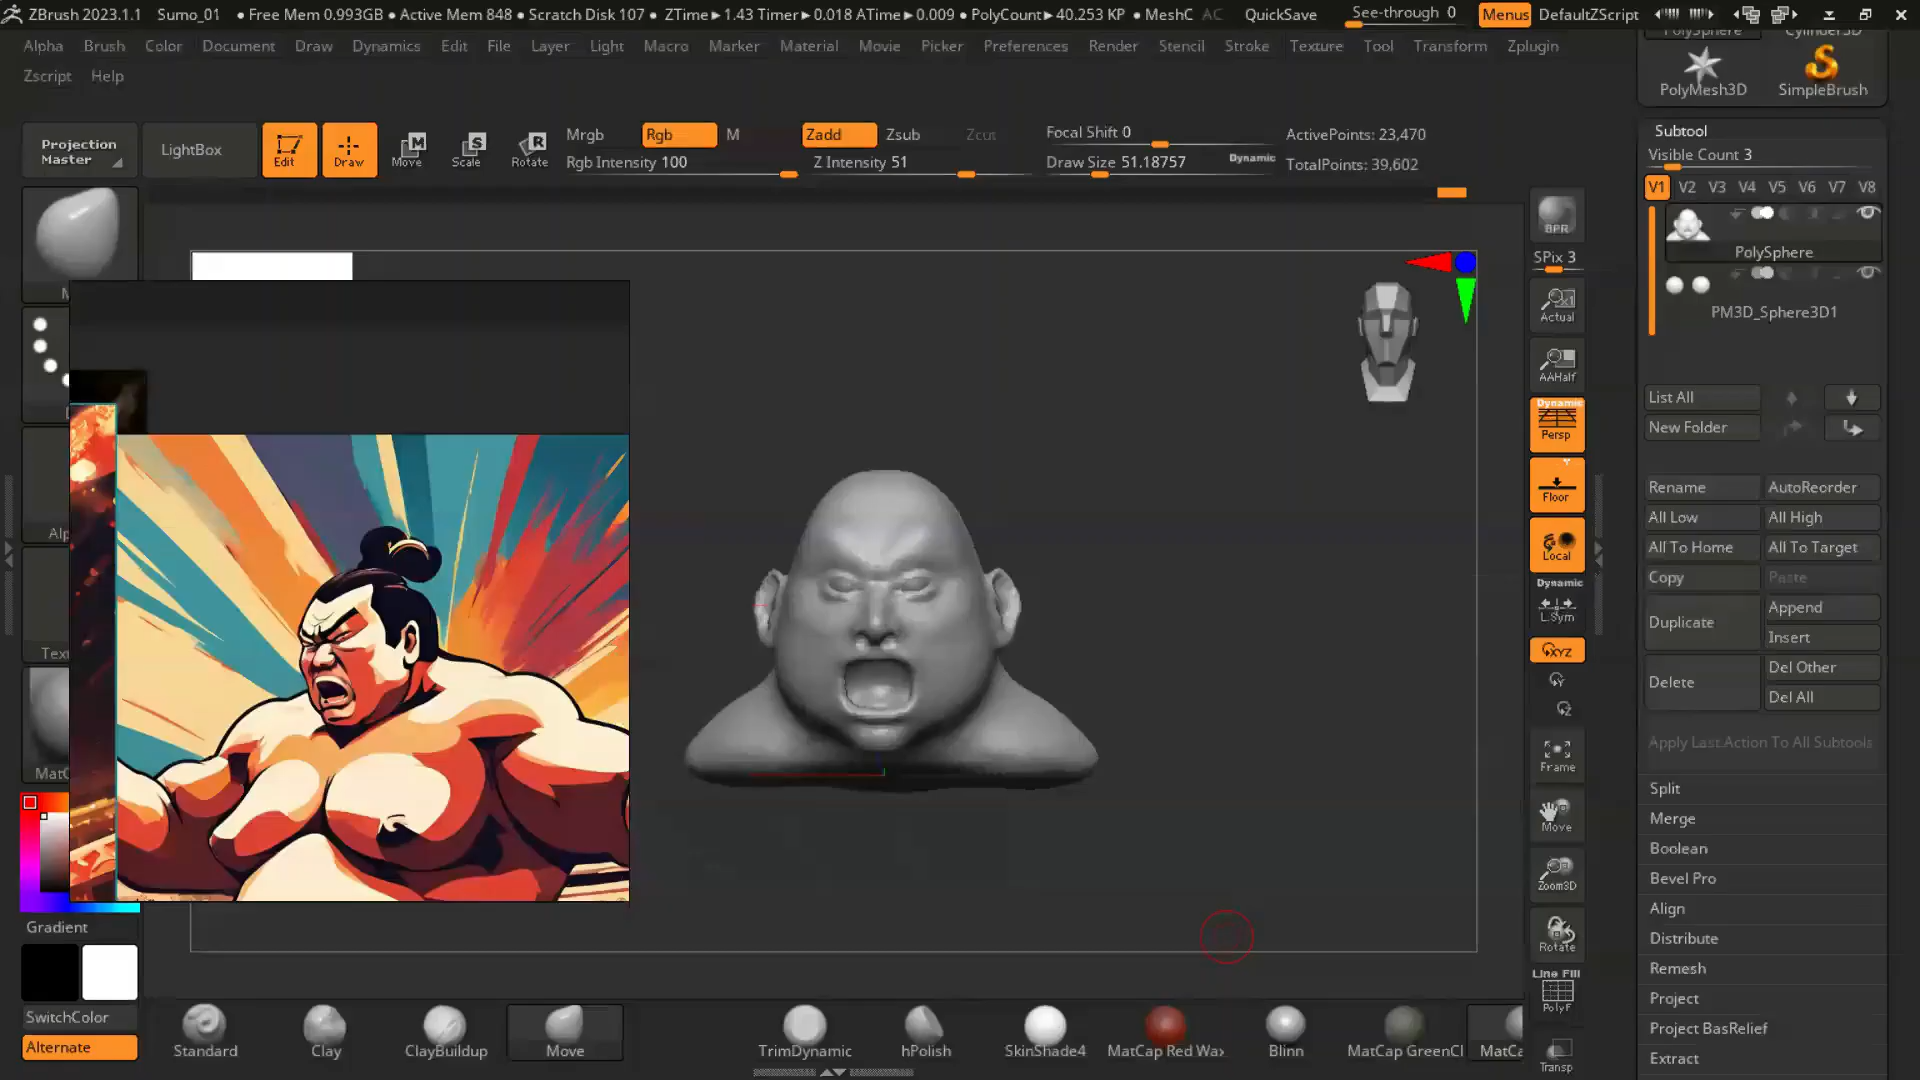 ZBrush 2023.1.1 Sumo_01 • Free Mem 0.993GB • Active Mem 848 • Scratch Disk 107 • ZTime▶1.43 Timer▶0.018 ATime▶0.009 • PolyCount▶40.253 KP • MeshC AC QuickSave See-through 0 Menus DefaultZScript
Alpha Brush Color Document Draw Dynamics Edit File Layer Light Macro Marker Material Movie Picker Preferences Render Stencil Stroke Texture Tool Transform Zplugin
Zscript Help
Projection Master
LightBox
Edit
Draw
Move
Scale
Rotate
Mrgb Rgb M
Rgb Intensity 100
Zadd Zsub Zcut
Z Intensity 51
Focal Shift 0
Draw Size 51.18757 Dynamic
ActivePoints: 23,470
TotalPoints: 39,602
Alp
Tex
MatC
Gradient
SwitchColor
Alternate
BPR
SPix 3
Actual
AAHalf
Dynamic
Persp
Floor
Local
Dynamic
L.Sym
XYZ
Frame
Move
Zoom3D
Rotate
Line Fill
PolyF
Transp
PolySphere Cylinder3D
PolyMesh3D SimpleBrush
Subtool
Visible Count 3
V1 V2 V3 V4 V5 V6 V7 V8
PolySphere
PM3D_Sphere3D1
List All
New Folder
Rename AutoReorder
All Low All High
All To Home All To Target
Copy Paste
Duplicate Append
Insert
Delete Del Other
Del All
Apply Last Action To All Subtools
Split
Merge
Boolean
Bevel Pro
Align
Distribute
Remesh
Project
Project BasRelief
Extract
Standard Clay ClayBuildup Move TrimDynamic hPolish SkinShade4 MatCap Red Wax Blinn MatCap GreenCl MatCa